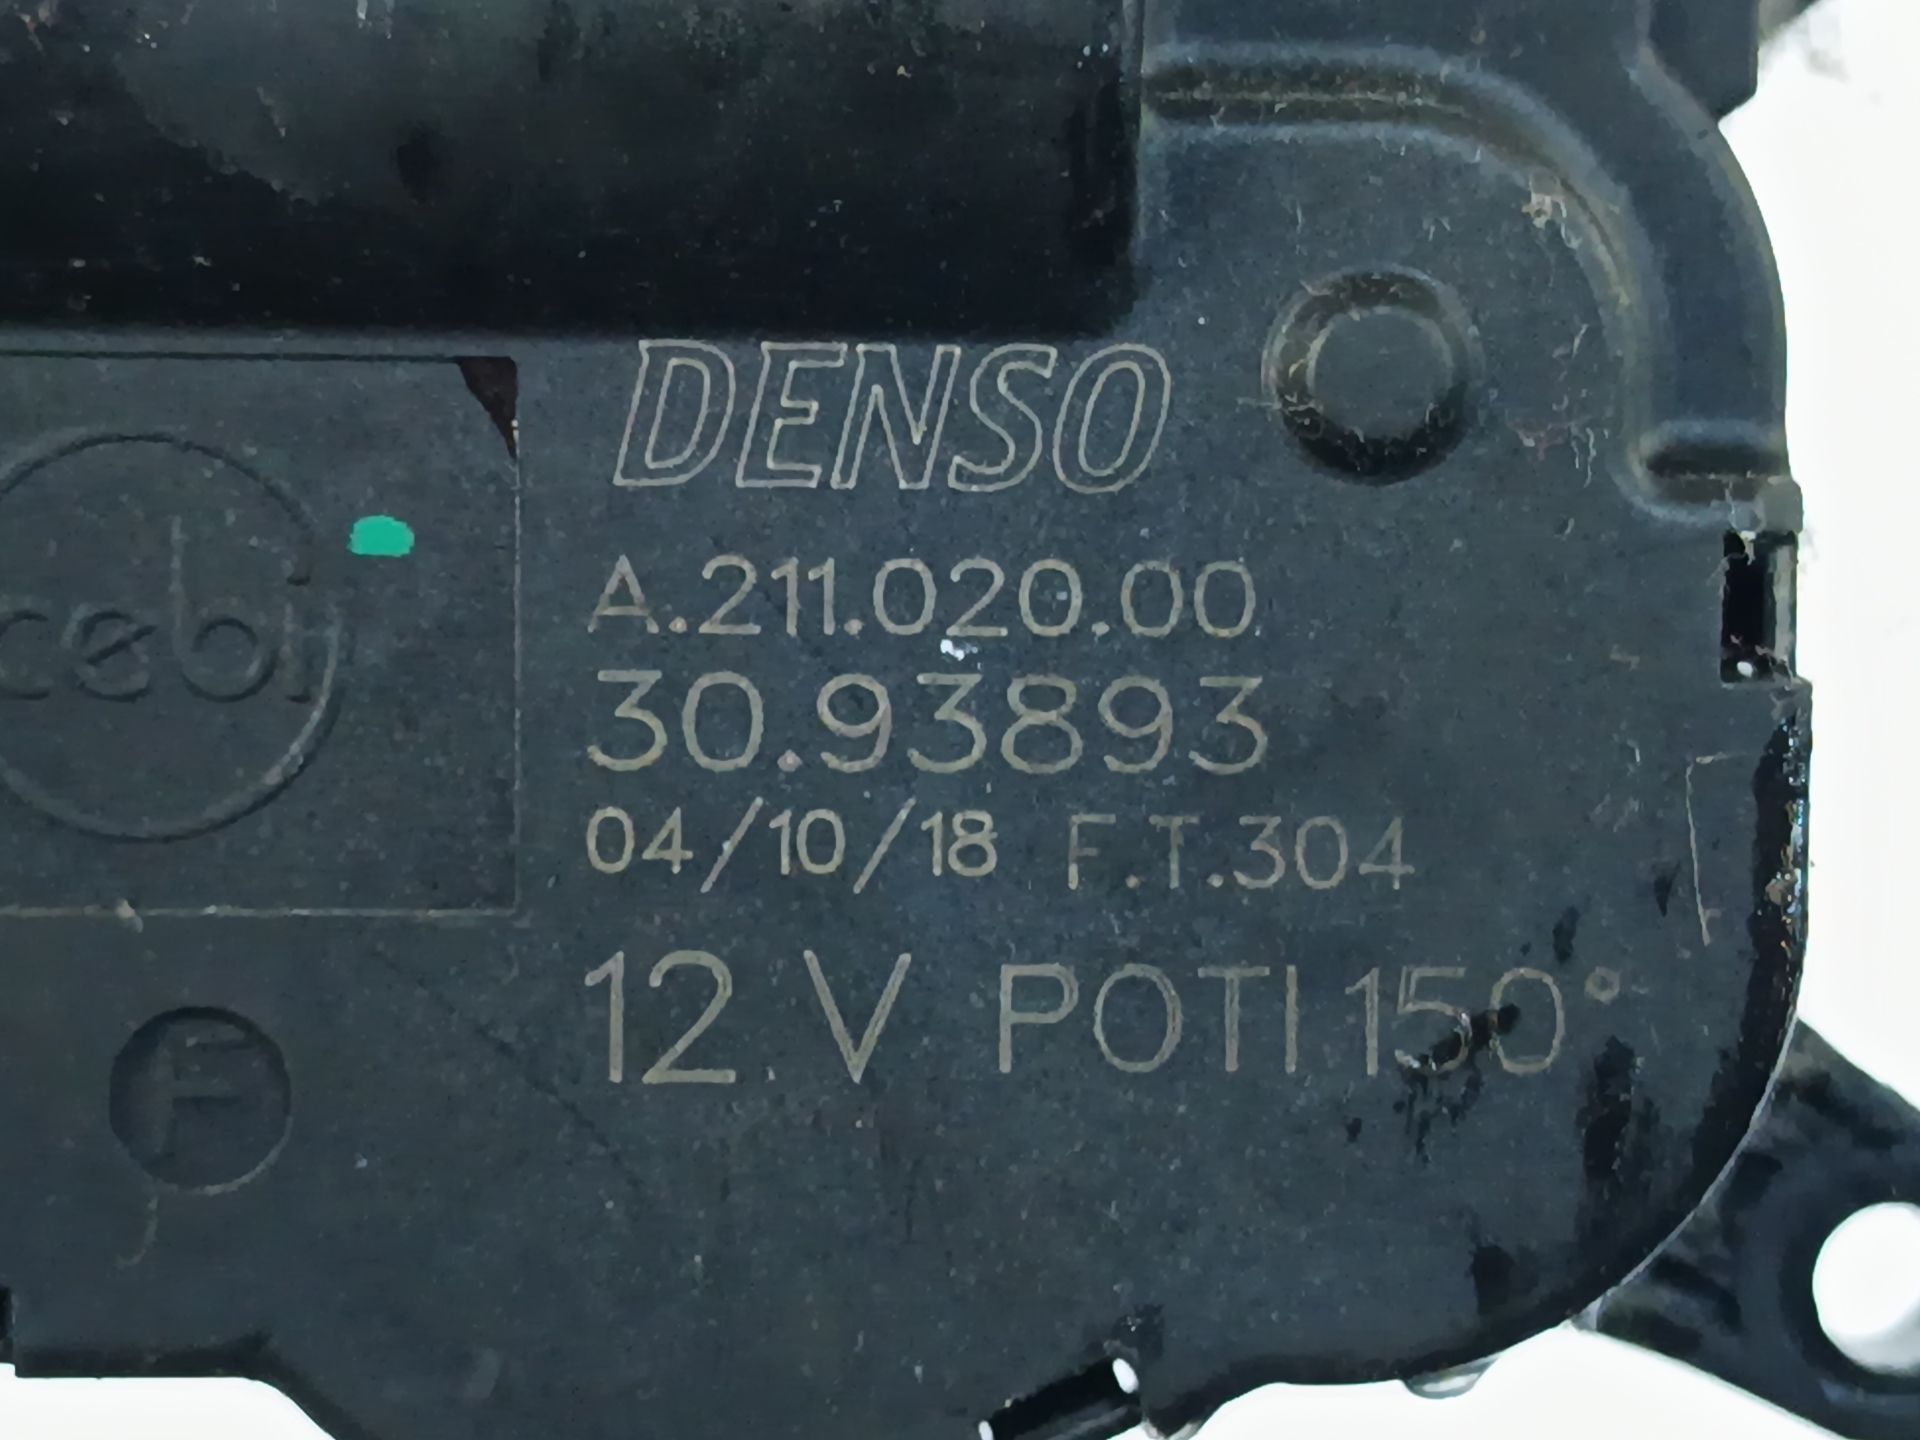 DENSO
A.211.020.00
30.93893
04/10/18 F.T.304
12 V POTI 150°
cebi
F